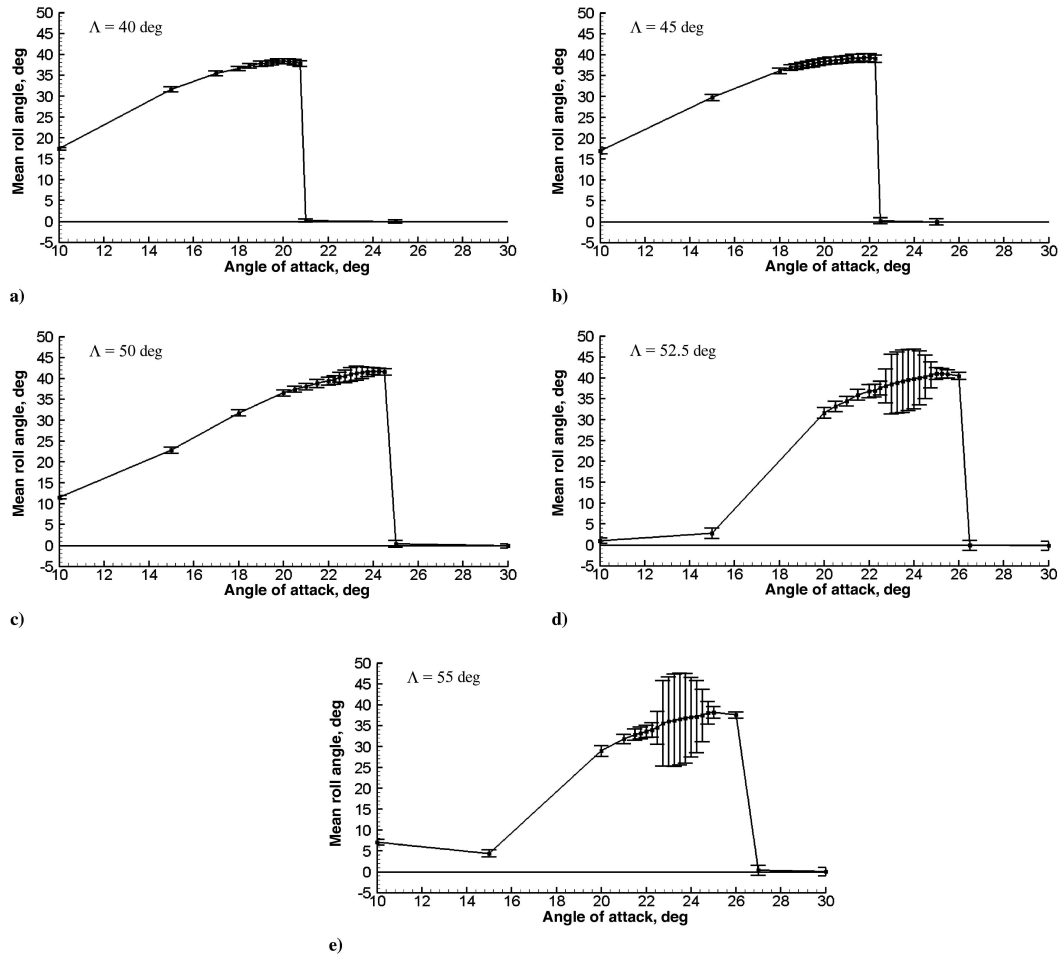 Λ = 40 deg
Mean roll angle, deg
50
45
40
35
30
25
20
15
10
5
0
-5
10 12 14 16 18 20 22 24 26 28 30
Angle of attack, deg
a)
Λ = 45 deg
Mean roll angle, deg
50
45
40
35
30
25
20
15
10
5
0
-5
10 12 14 16 18 20 22 24 26 28 30
Angle of attack, deg
b)
Λ = 50 deg
Mean roll angle, deg
50
45
40
35
30
25
20
15
10
5
0
-5
10 12 14 16 18 20 22 24 26 28 30
Angle of attack, deg
c)
Λ = 52.5 deg
Mean roll angle, deg
50
45
40
35
30
25
20
15
10
5
0
-5
10 12 14 16 18 20 22 24 26 28 30
Angle of attack, deg
d)
Λ = 55 deg
Mean roll angle, deg
50
45
40
35
30
25
20
15
10
5
0
-5
10 12 14 16 18 20 22 24 26 28 30
Angle of attack, deg
e)